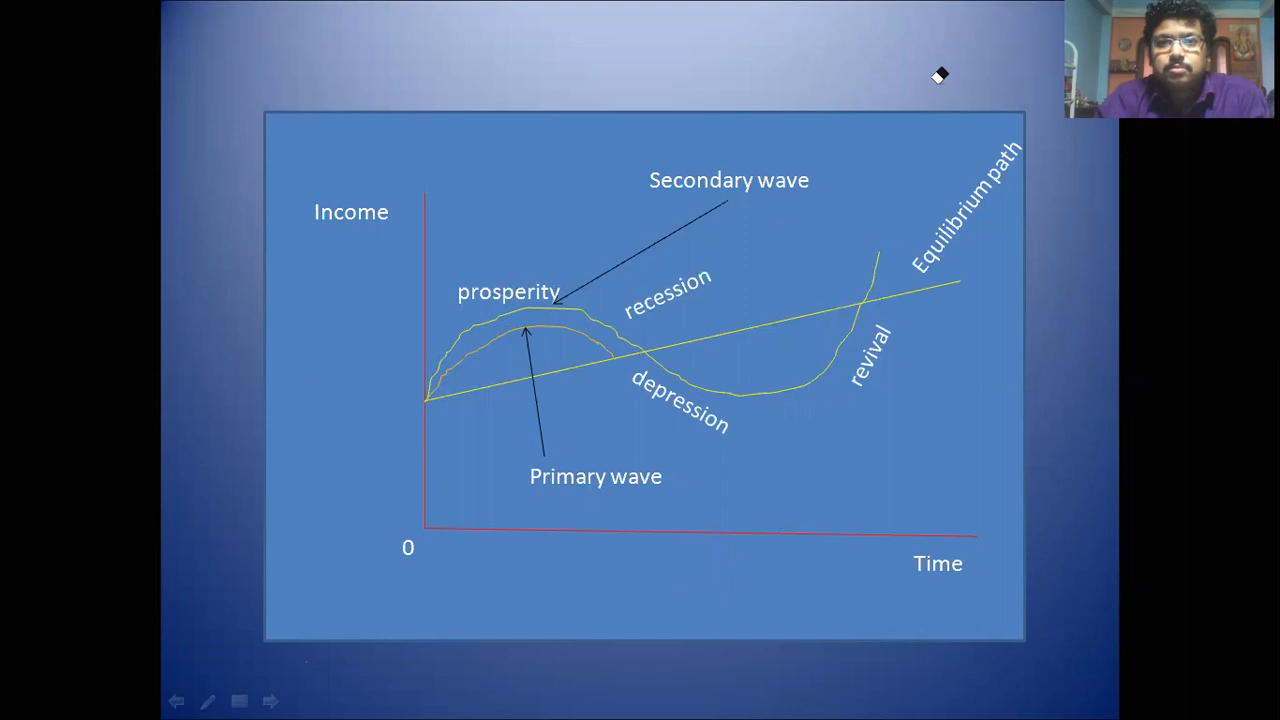 Secondary wave
Income
Equilibrium path
prosperity
recession
revival
depression
Primary wave
0
Time